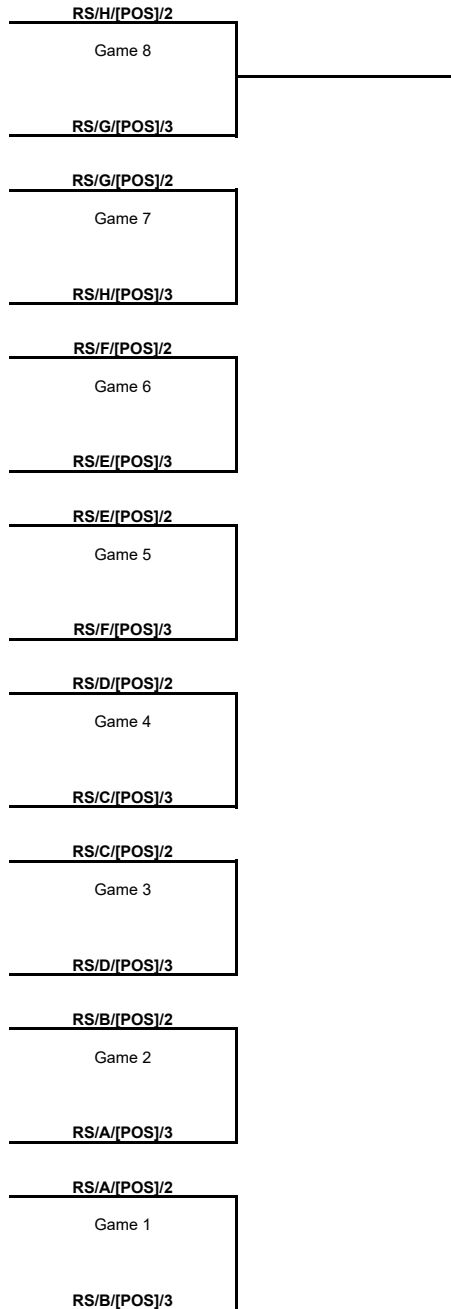 RS/H/[POS]/2
Game 8
RS/G/[POS]/3
RS/G/[POS]/2
Game 7
RS/H/[POS]/3
RS/F/[POS]/2
Game 6
RS/E/[POS]/3
RS/E/[POS]/2
Game 5
RS/F/[POS]/3
RS/D/[POS]/2
Game 4
RS/C/[POS]/3
RS/C/[POS]/2
Game 3
RS/D/[POS]/3
RS/B/[POS]/2
Game 2
RS/A/[POS]/3
RS/A/[POS]/2
Game 1
RS/B/[POS]/3